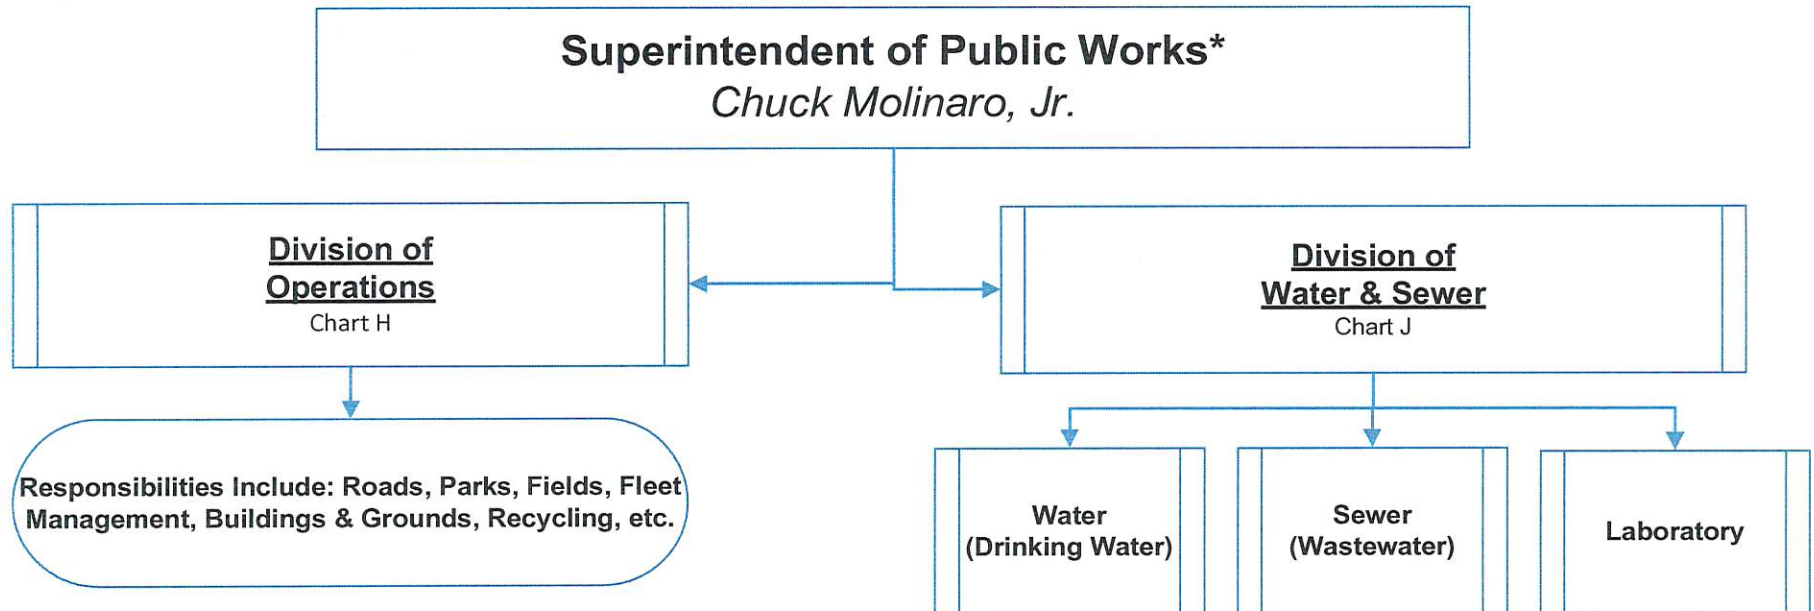 Superintendent of Public Works*
Chuck Molinaro, Jr.
Division of
Operations
Chart H
Division of
Water & Sewer
Chart J
Responsibilities Include: Roads, Parks, Fields, Fleet
Management, Buildings & Grounds, Recycling, etc.
Water
(Drinking Water)
Sewer
(Wastewater)
Laboratory